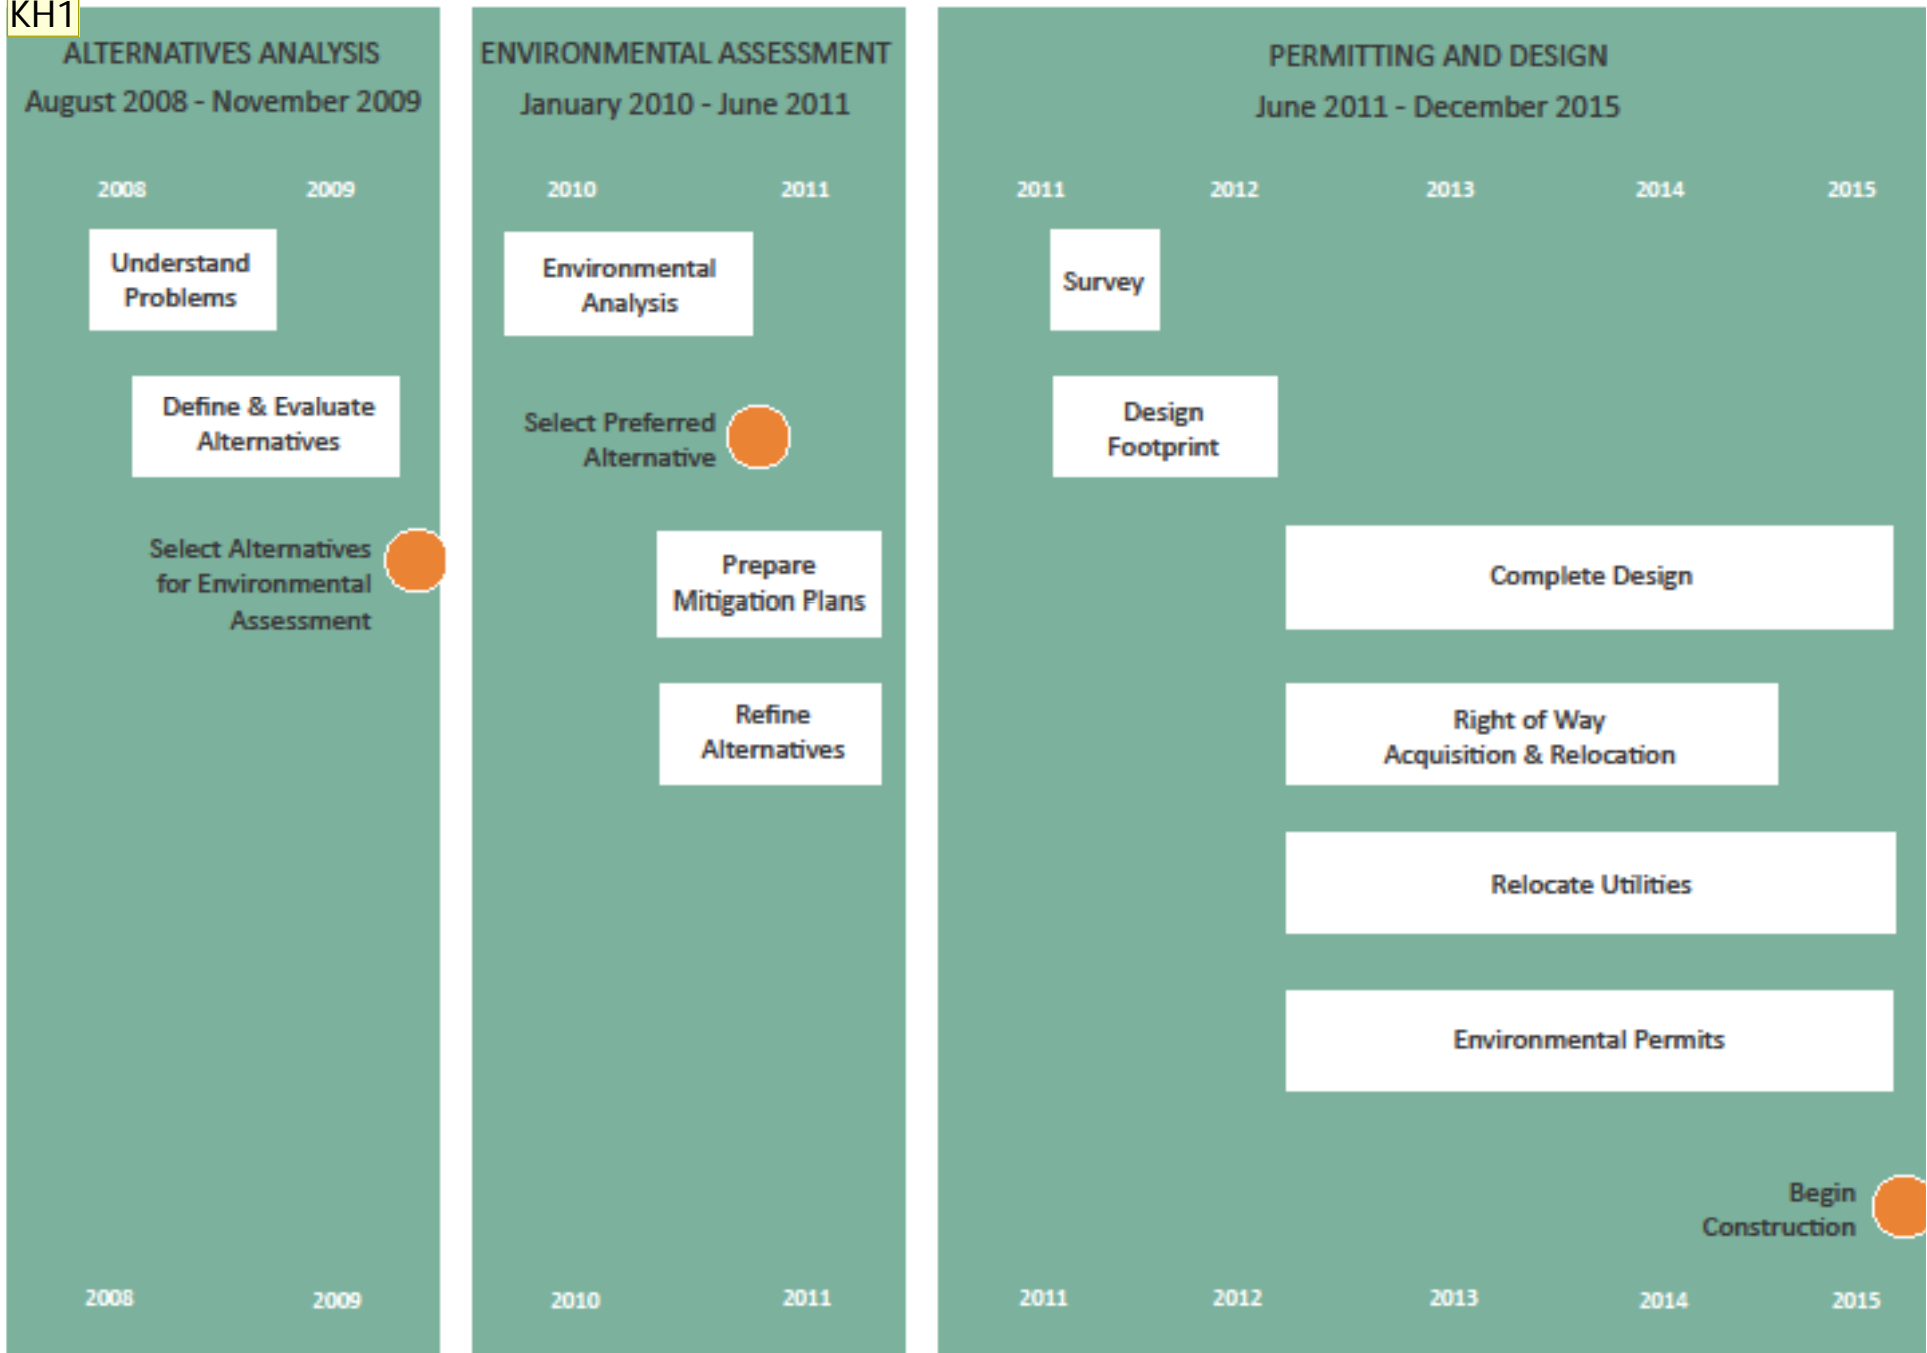 KH1
ALTERNATIVES ANALYSIS
August 2008 - November 2009
2008 2009
Understand
Problems
Define & Evaluate
Alternatives
Select Alternatives
for Environmental
Assessment
2008 2009
ENVIRONMENTAL ASSESSMENT
January 2010 - June 2011
2010 2011
Environmental
Analysis
Select Preferred
Alternative
Prepare
Mitigation Plans
Refine
Alternatives
2010 2011
PERMITTING AND DESIGN
June 2011 - December 2015
2011 2012 2013 2014 2015
Survey
Design
Footprint
Complete Design
Right of Way
Acquisition & Relocation
Relocate Utilities
Environmental Permits
Begin
Construction
2011 2012 2013 2014 2015